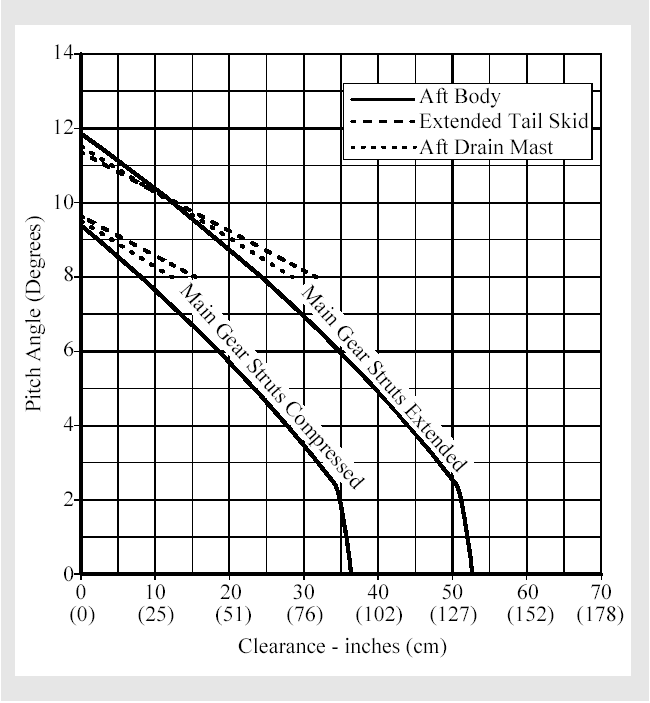 14
12
10
8
6
4
2
0
Pitch Angle (Degrees)
Aft Body
Extended Tail Skid
Aft Drain Mast
Main Gear Struts Compressed
Main Gear Struts Extended
0 10 20 30 40 50 60 70
(0) (25) (51) (76) (102) (127) (152) (178)
Clearance - inches (cm)